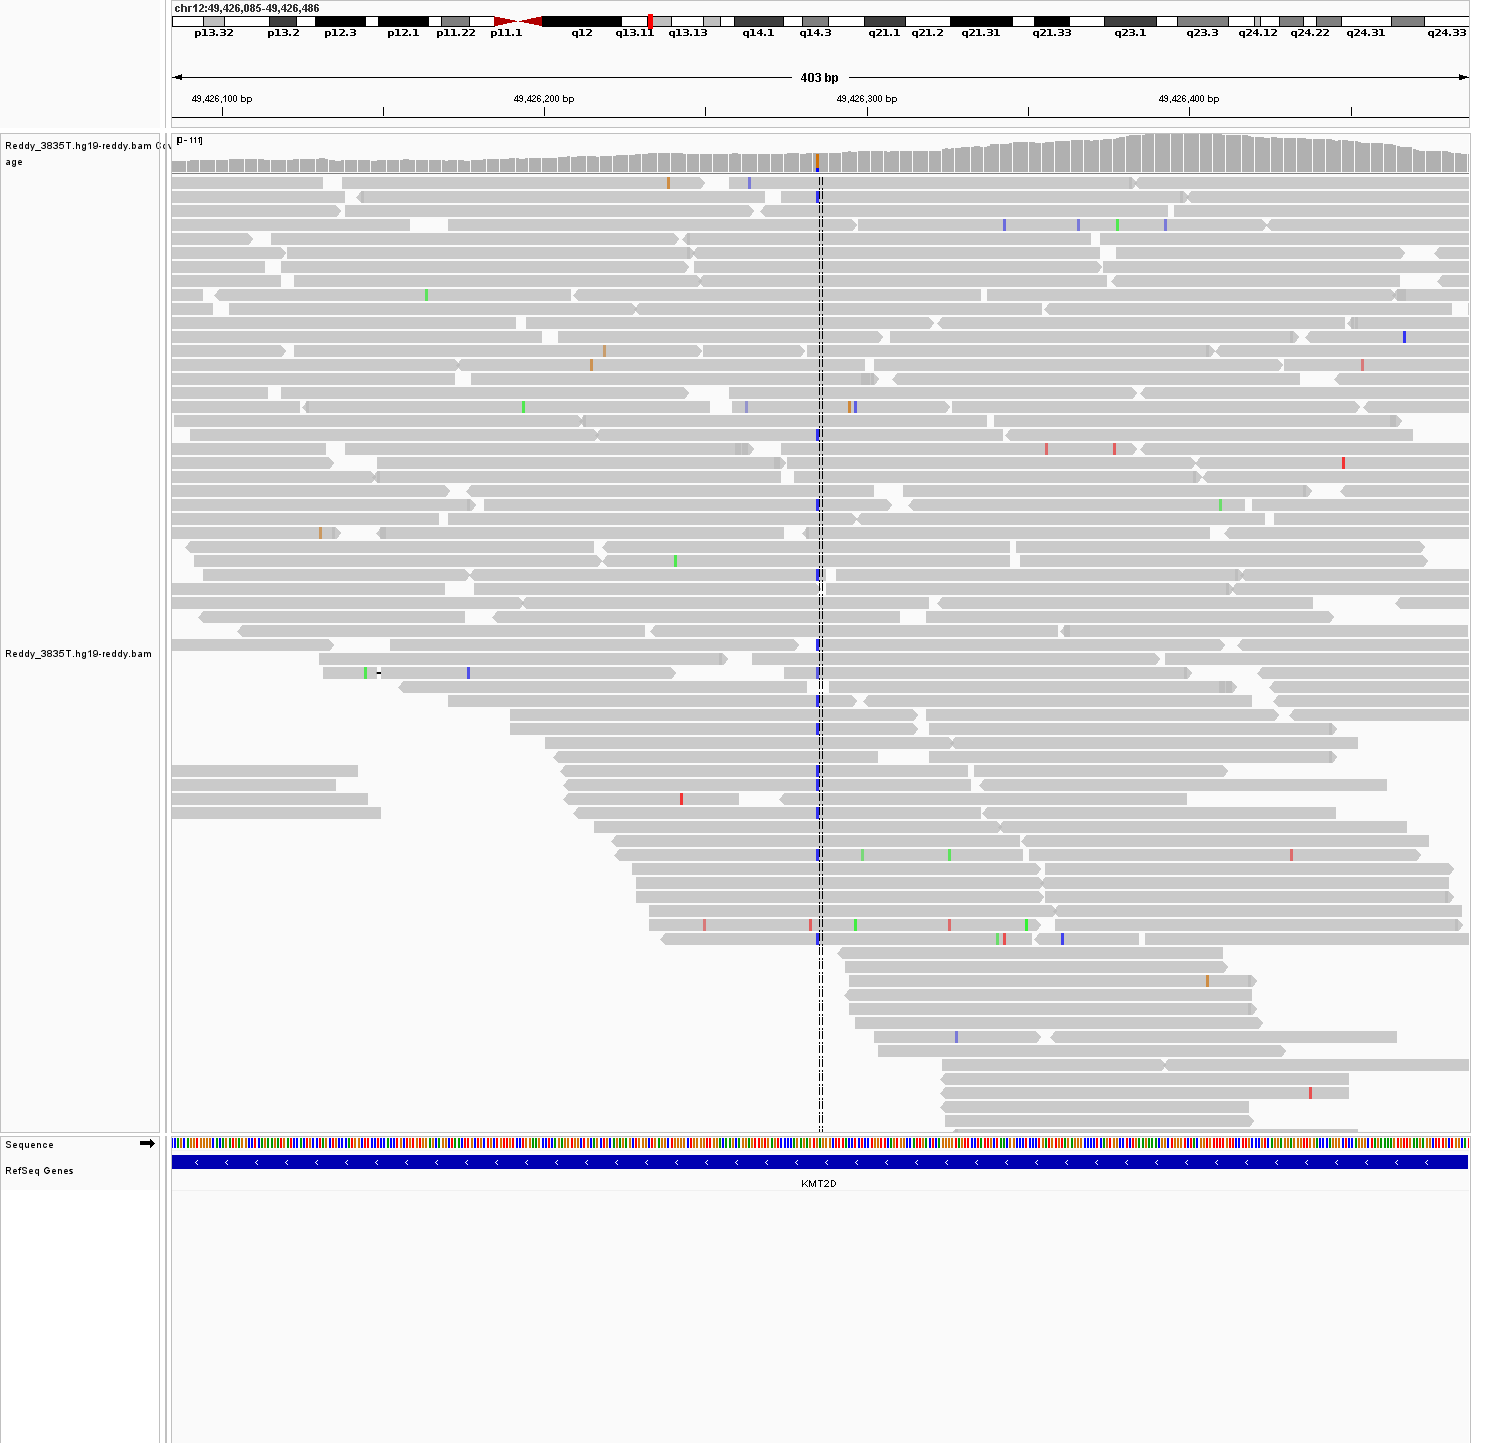 chr12:49,426,085-49,426,486
p13.32 p13.2 p12.3 p12.1 p11.22 p11.1 q12 q13.11 q13.13 q14.1 q14.3 q21.1 q21.2 q21.31 q21.33 q23.1 q23.3 q24.12 q24.22 q24.31 q24.33
403 bp
49,426,100 bp 49,426,200 bp 49,426,300 bp 49,426,400 bp
[0 - 111]
Reddy_3835T.hg19-reddy.bam Cov
age
Reddy_3835T.hg19-reddy.bam
Sequence
RefSeq Genes
KMT2D